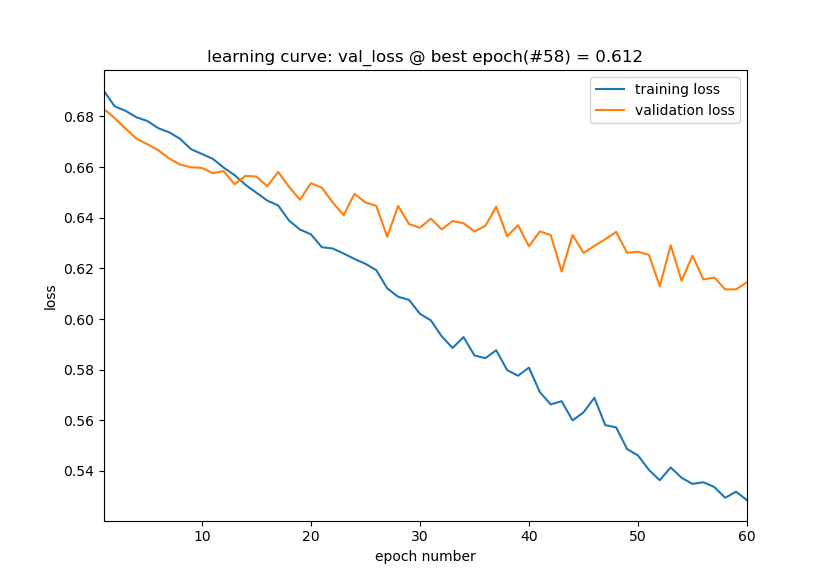 learning curve: val_loss @ best epoch(#58) = 0.612
training loss
validation loss
0.68
0.66
0.64
0.62
0.60
0.58
0.56
0.54
loss
10
20
30
40
50
60
epoch number